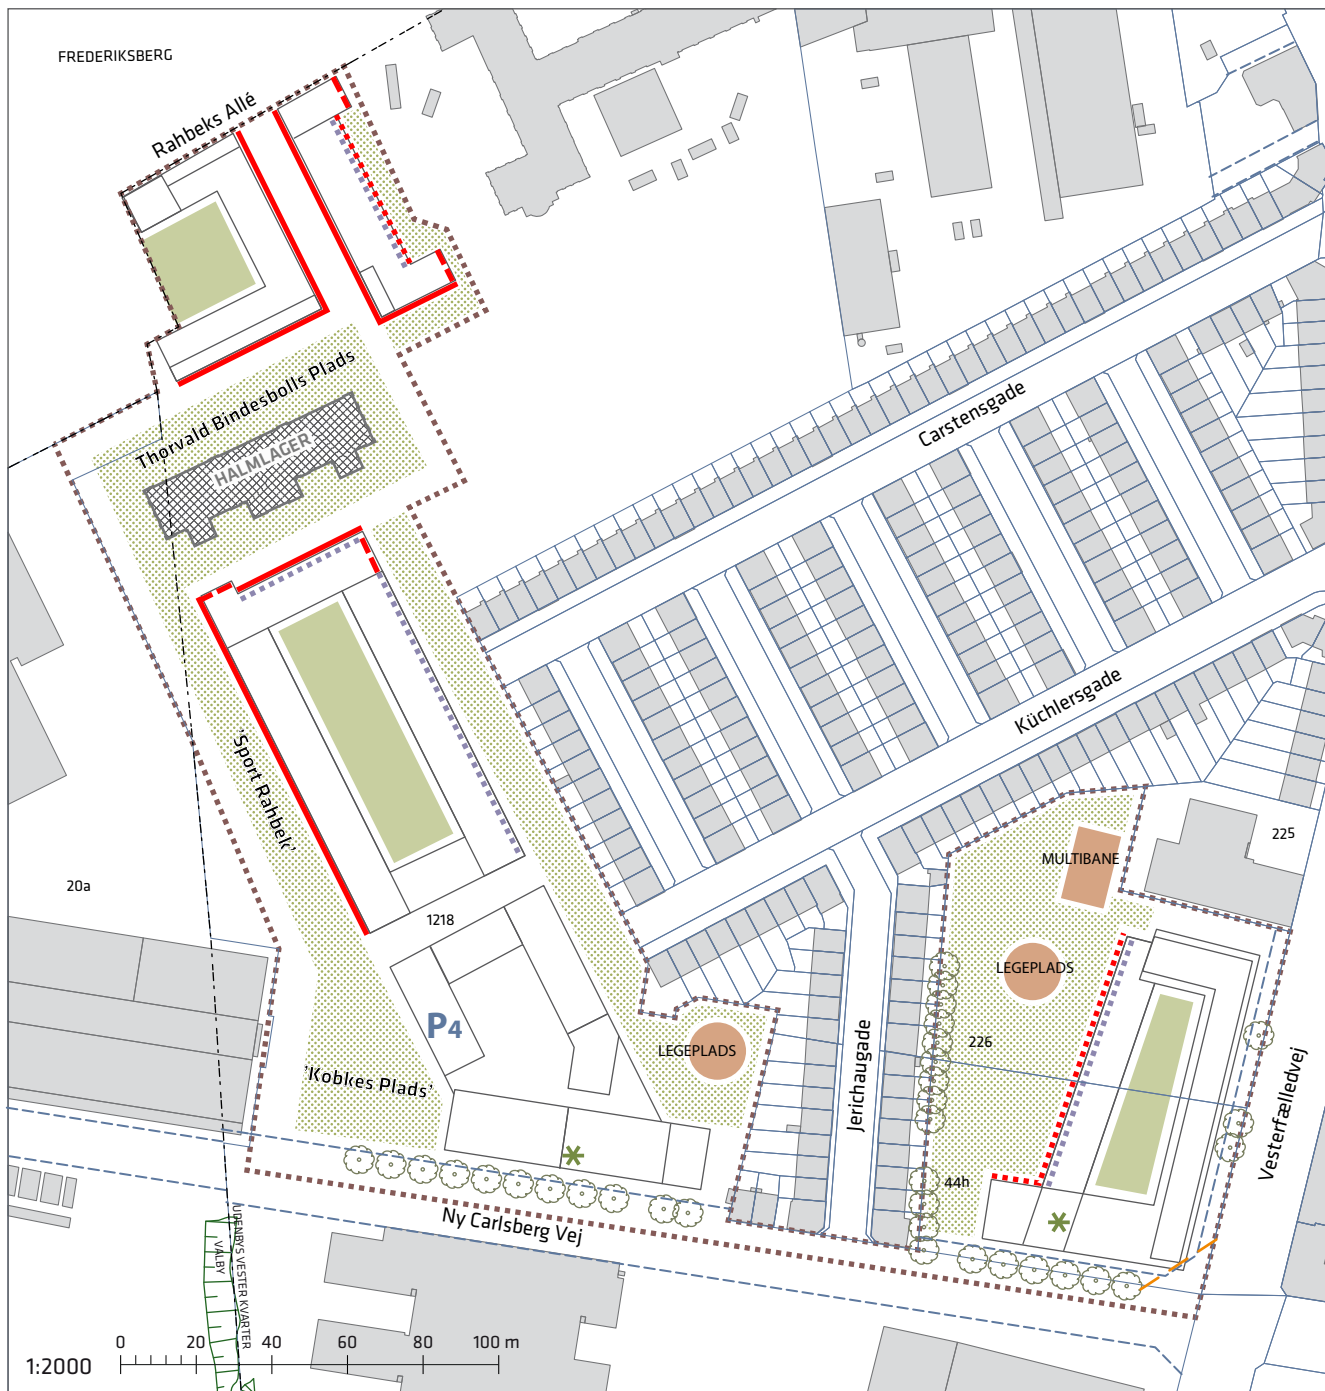 FREDERIKSBERG
Rahbeks Allé
Thorvald Bindesbolls Plads
HALMLAGER
Carstensgade
Küchlersgade
'Sport Rahbek'
MULTIBANE
225
20a
1218
LEGEPLADS
P4
226
LEGEPLADS
Jerichaugade
Vesterfælledvej
'Kobkes Plads'
44h
Ny Carlsberg Vej
UDENBYS VESTER KVARTER
VALBY
0 20 40 60 80 100 m
1:2000